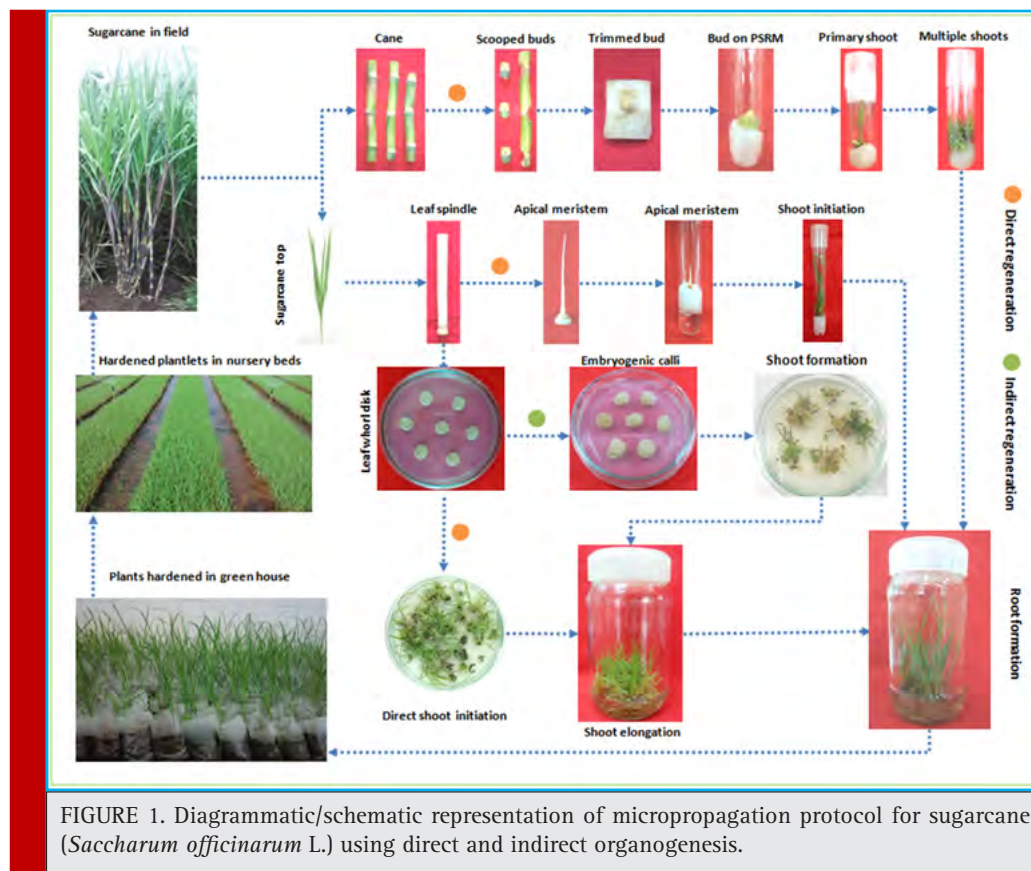 Sugarcane in field
Cane
Scooped buds
Trimmed bud
Bud on PSRM
Primary shoot
Multiple shoots
Direct regeneration
Leaf spindle
Apical meristem
Apical meristem
Shoot initiation
Sugarcane top
Indirect regeneration
Hardened plantlets in nursery beds
Leaf whorl disk
Embryogenic calli
Shoot formation
Plants hardened in green house
Direct shoot initiation
Shoot elongation
Root formation
FIGURE 1. Diagrammatic/schematic representation of micropropagation protocol for sugarcane
(Saccharum officinarum L.) using direct and indirect organogenesis.